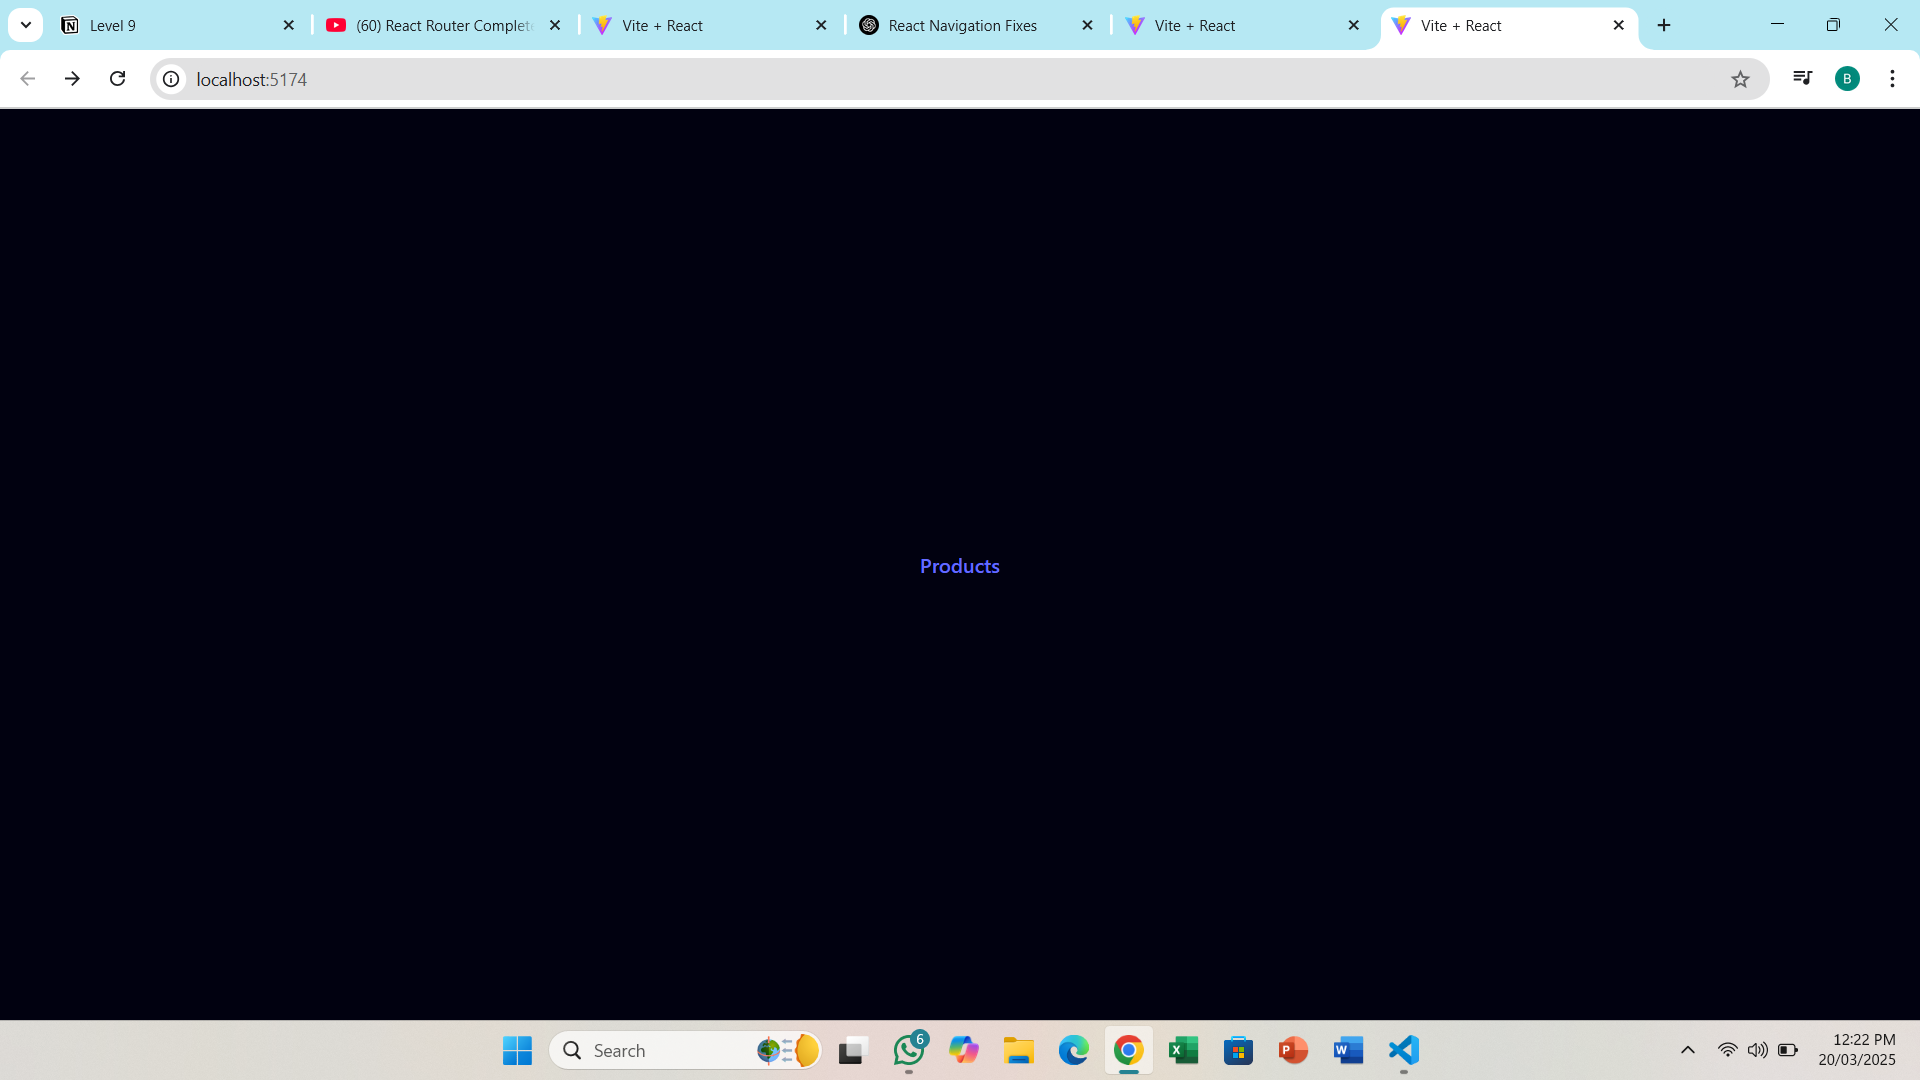 Level 9
(60) React Router Complete
Vite + React
React Navigation Fixes
Vite + React
Vite + React
localhost:5174
B
Products
Search
6
12:22 PM
20/03/2025